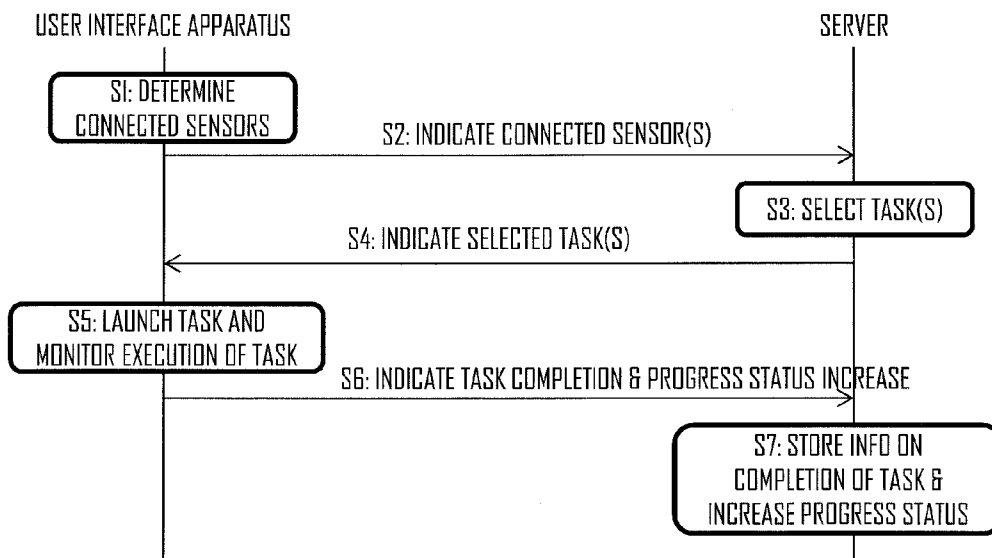 USER INTERFACE APPARATUS
SERVER
S1: DETERMINE
CONNECTED SENSORS
S2: INDICATE CONNECTED SENSOR(S)
S3: SELECT TASK(S)
S4: INDICATE SELECTED TASK(S)
S5: LAUNCH TASK AND
MONITOR EXECUTION OF TASK
S6: INDICATE TASK COMPLETION & PROGRESS STATUS INCREASE
S7: STORE INFO ON
COMPLETION OF TASK &
INCREASE PROGRESS STATUS